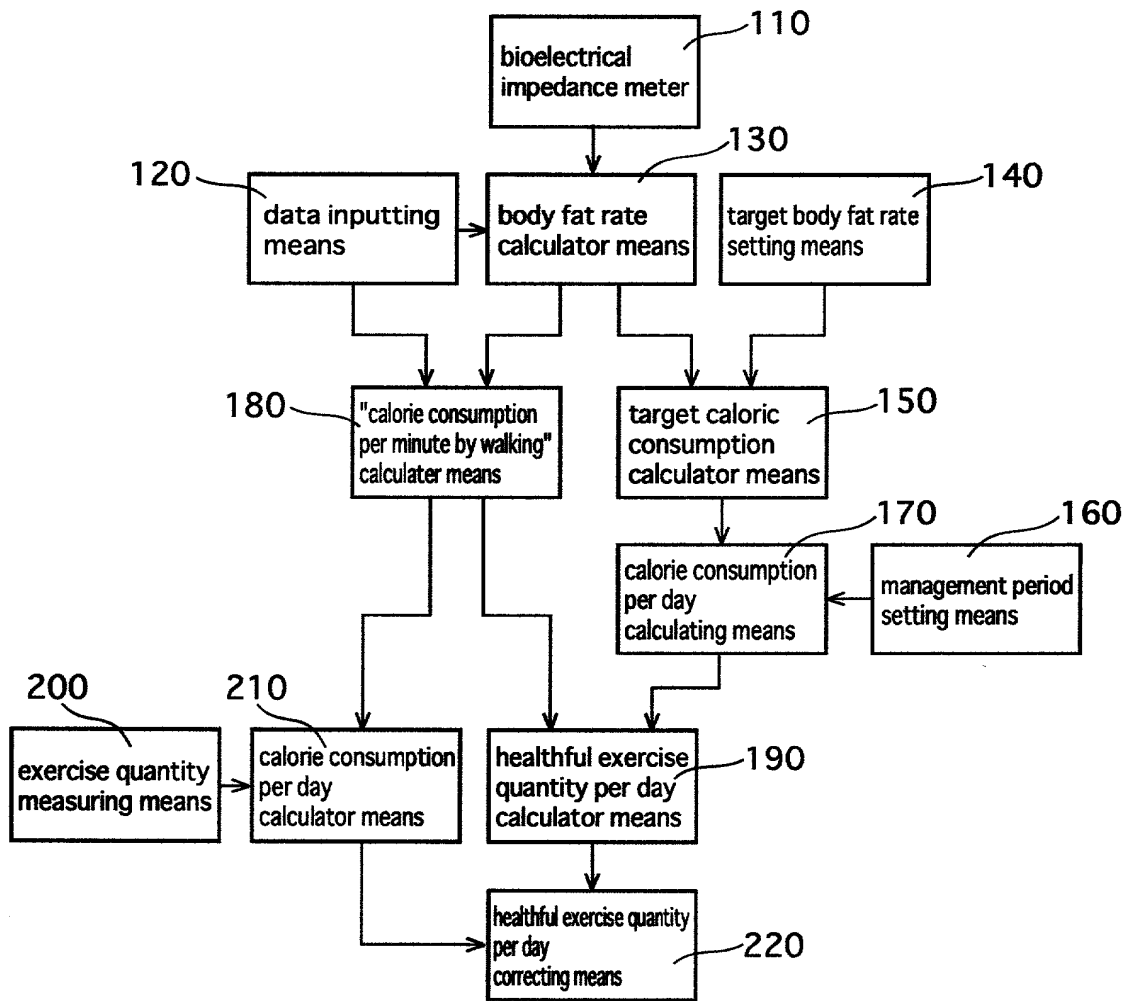 110
bioelectrical
impedance meter
120
130
140
data inputting
means
body fat rate
calculator means
target body fat rate
setting means
180
"calorie consumption
per minute by walking"
calculater means
150
target caloric
consumption
calculator means
170
160
calorie consumption
per day
calculating means
management period
setting means
200
210
exercise quantity
measuring means
calorie consumption
per day
calculator means
healthful exercise
quantity per day
calculator means
190
healthful exercise quantity
per day
correcting means
220